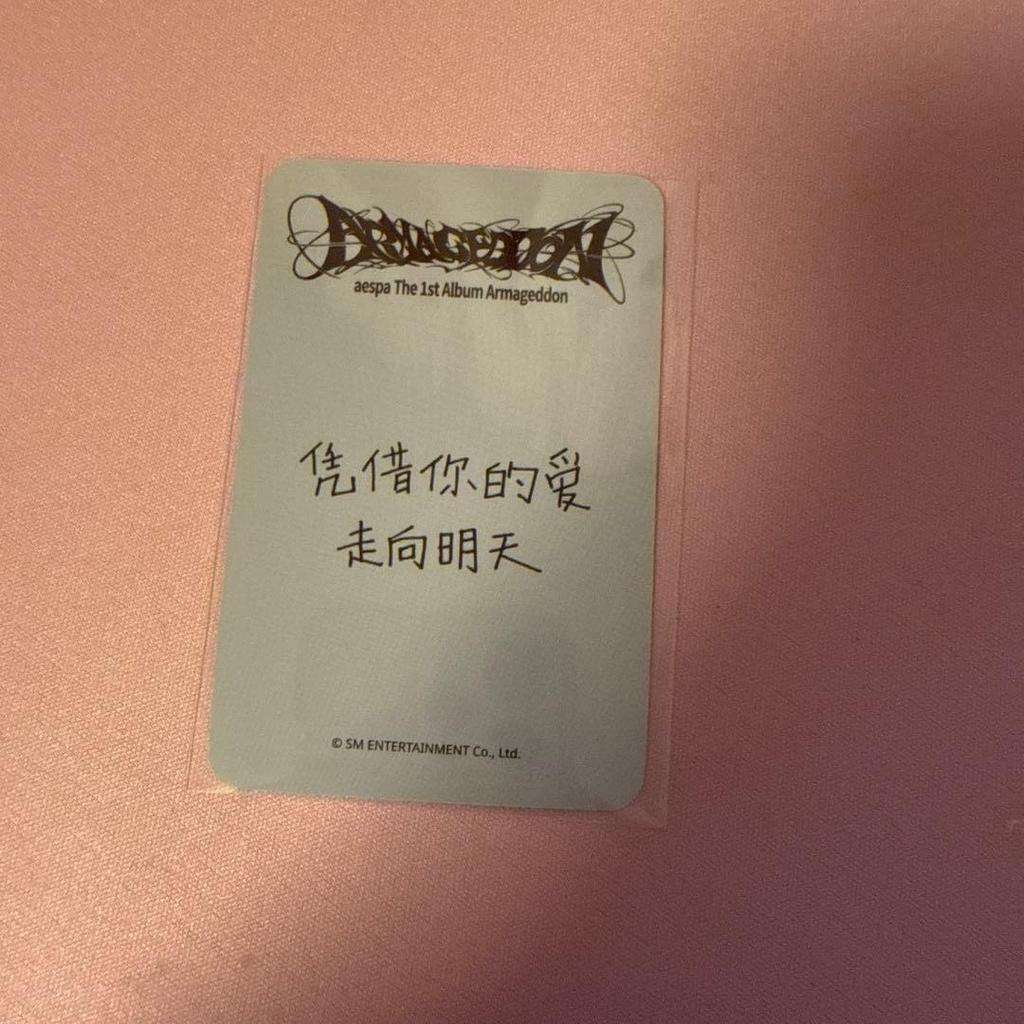 ARMAGEDDON
aespa The 1st Album Armageddon
凭借你的爱
走向明天
© SM ENTERTAINMENT Co., Ltd.